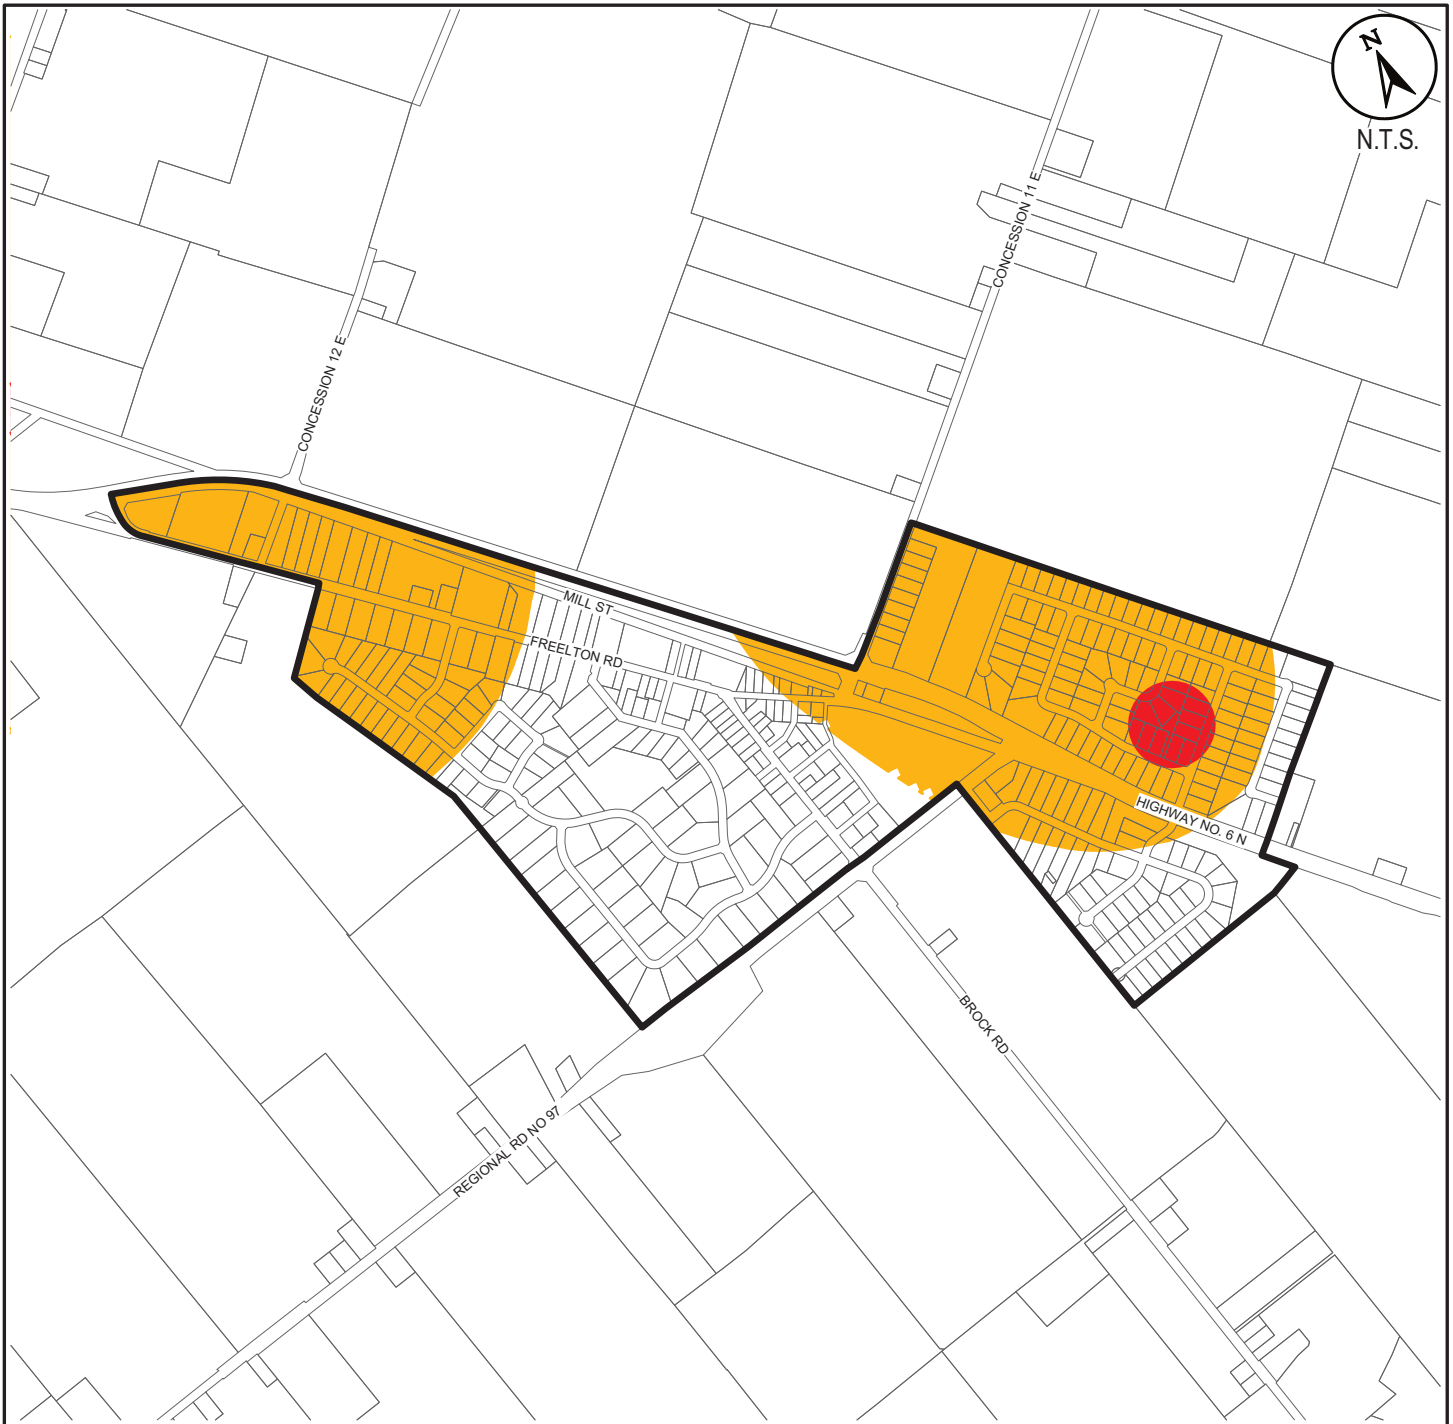 N
N.T.S.
CONCESSION 11 E
CONCESSION 12 E
MILL ST
FREELTON RD
HIGHWAY NO. 6 N
BROCK RD
REGIONAL RD NO 97